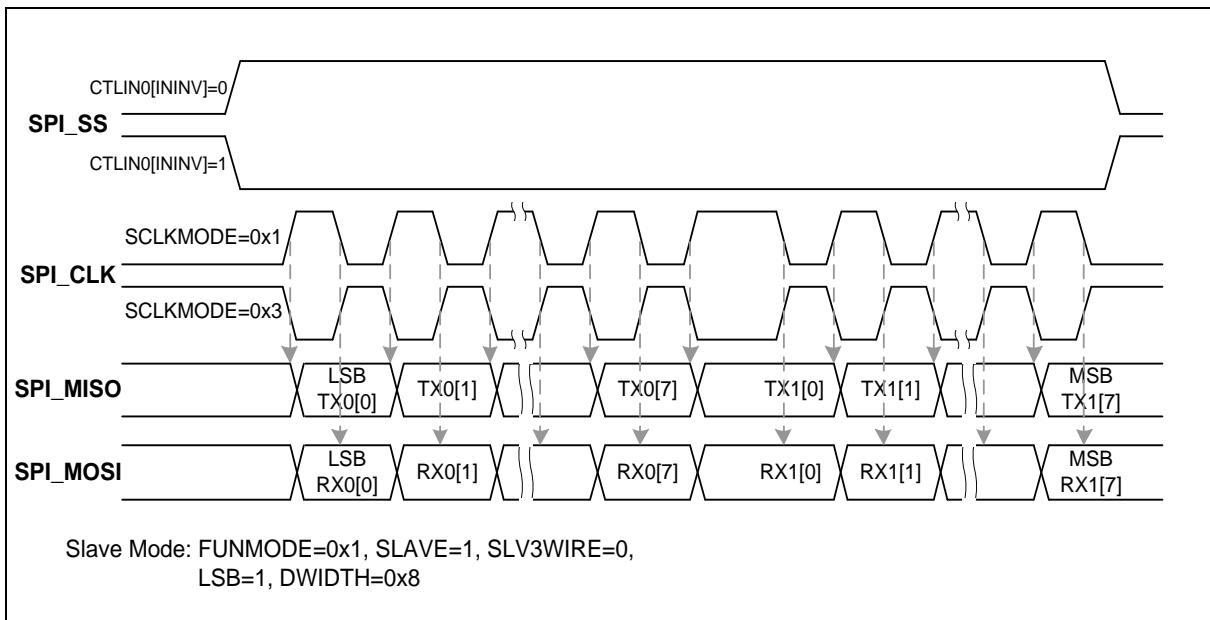 CTLIN0[ININV]=0
SPI_SS
CTLIN0[ININV]=1
SCLKMODE=0x1
SPI_CLK
SCLKMODE=0x3
SPI_MISO
LSB
TX0[0]
TX0[1]
TX0[7]
TX1[0]
TX1[1]
MSB
TX1[7]
SPI_MOSI
LSB
RX0[0]
RX0[1]
RX0[7]
RX1[0]
RX1[1]
MSB
RX1[7]
Slave Mode: FUNMODE=0x1, SLAVE=1, SLV3WIRE=0,
LSB=1, DWIDTH=0x8